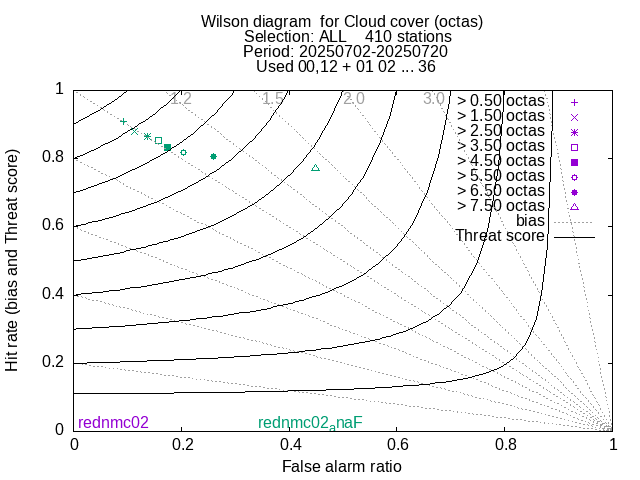 Wilson diagram  for Cloud cover (octas)
Selection: ALL    410 stations
Period: 20250702-20250720
Used 00,12 + 01 02 ... 36
1.2 1.5 2.0 3.0
> 0.50 octas
> 1.50 octas
> 2.50 octas
> 3.50 octas
> 4.50 octas
> 5.50 octas
> 6.50 octas
> 7.50 octas
bias
Threat score
Hit rate (bias and Threat score)
1
0.8
0.6
0.4
0.2
0
rednmc02 rednmc02_anaF
0 0.2 0.4 0.6 0.8 1
False alarm ratio